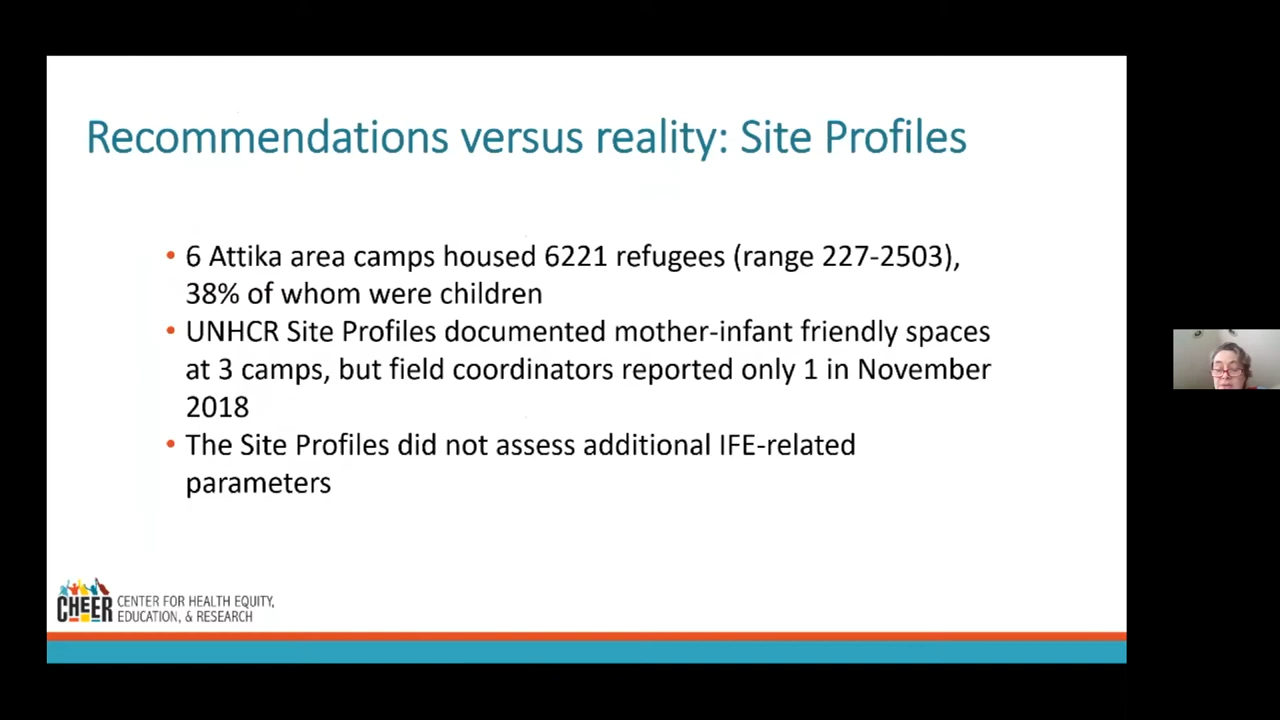 Recommendations versus reality: Site Profiles
• 6 Attika area camps housed 6221 refugees (range 227-2503),
38% of whom were children
• UNHCR Site Profiles documented mother-infant friendly spaces
at 3 camps, but field coordinators reported only 1 in November
2018
• The Site Profiles did not assess additional IFE-related
parameters
CHEER
CENTER FOR HEALTH EQUITY,
EDUCATION, & RESEARCH